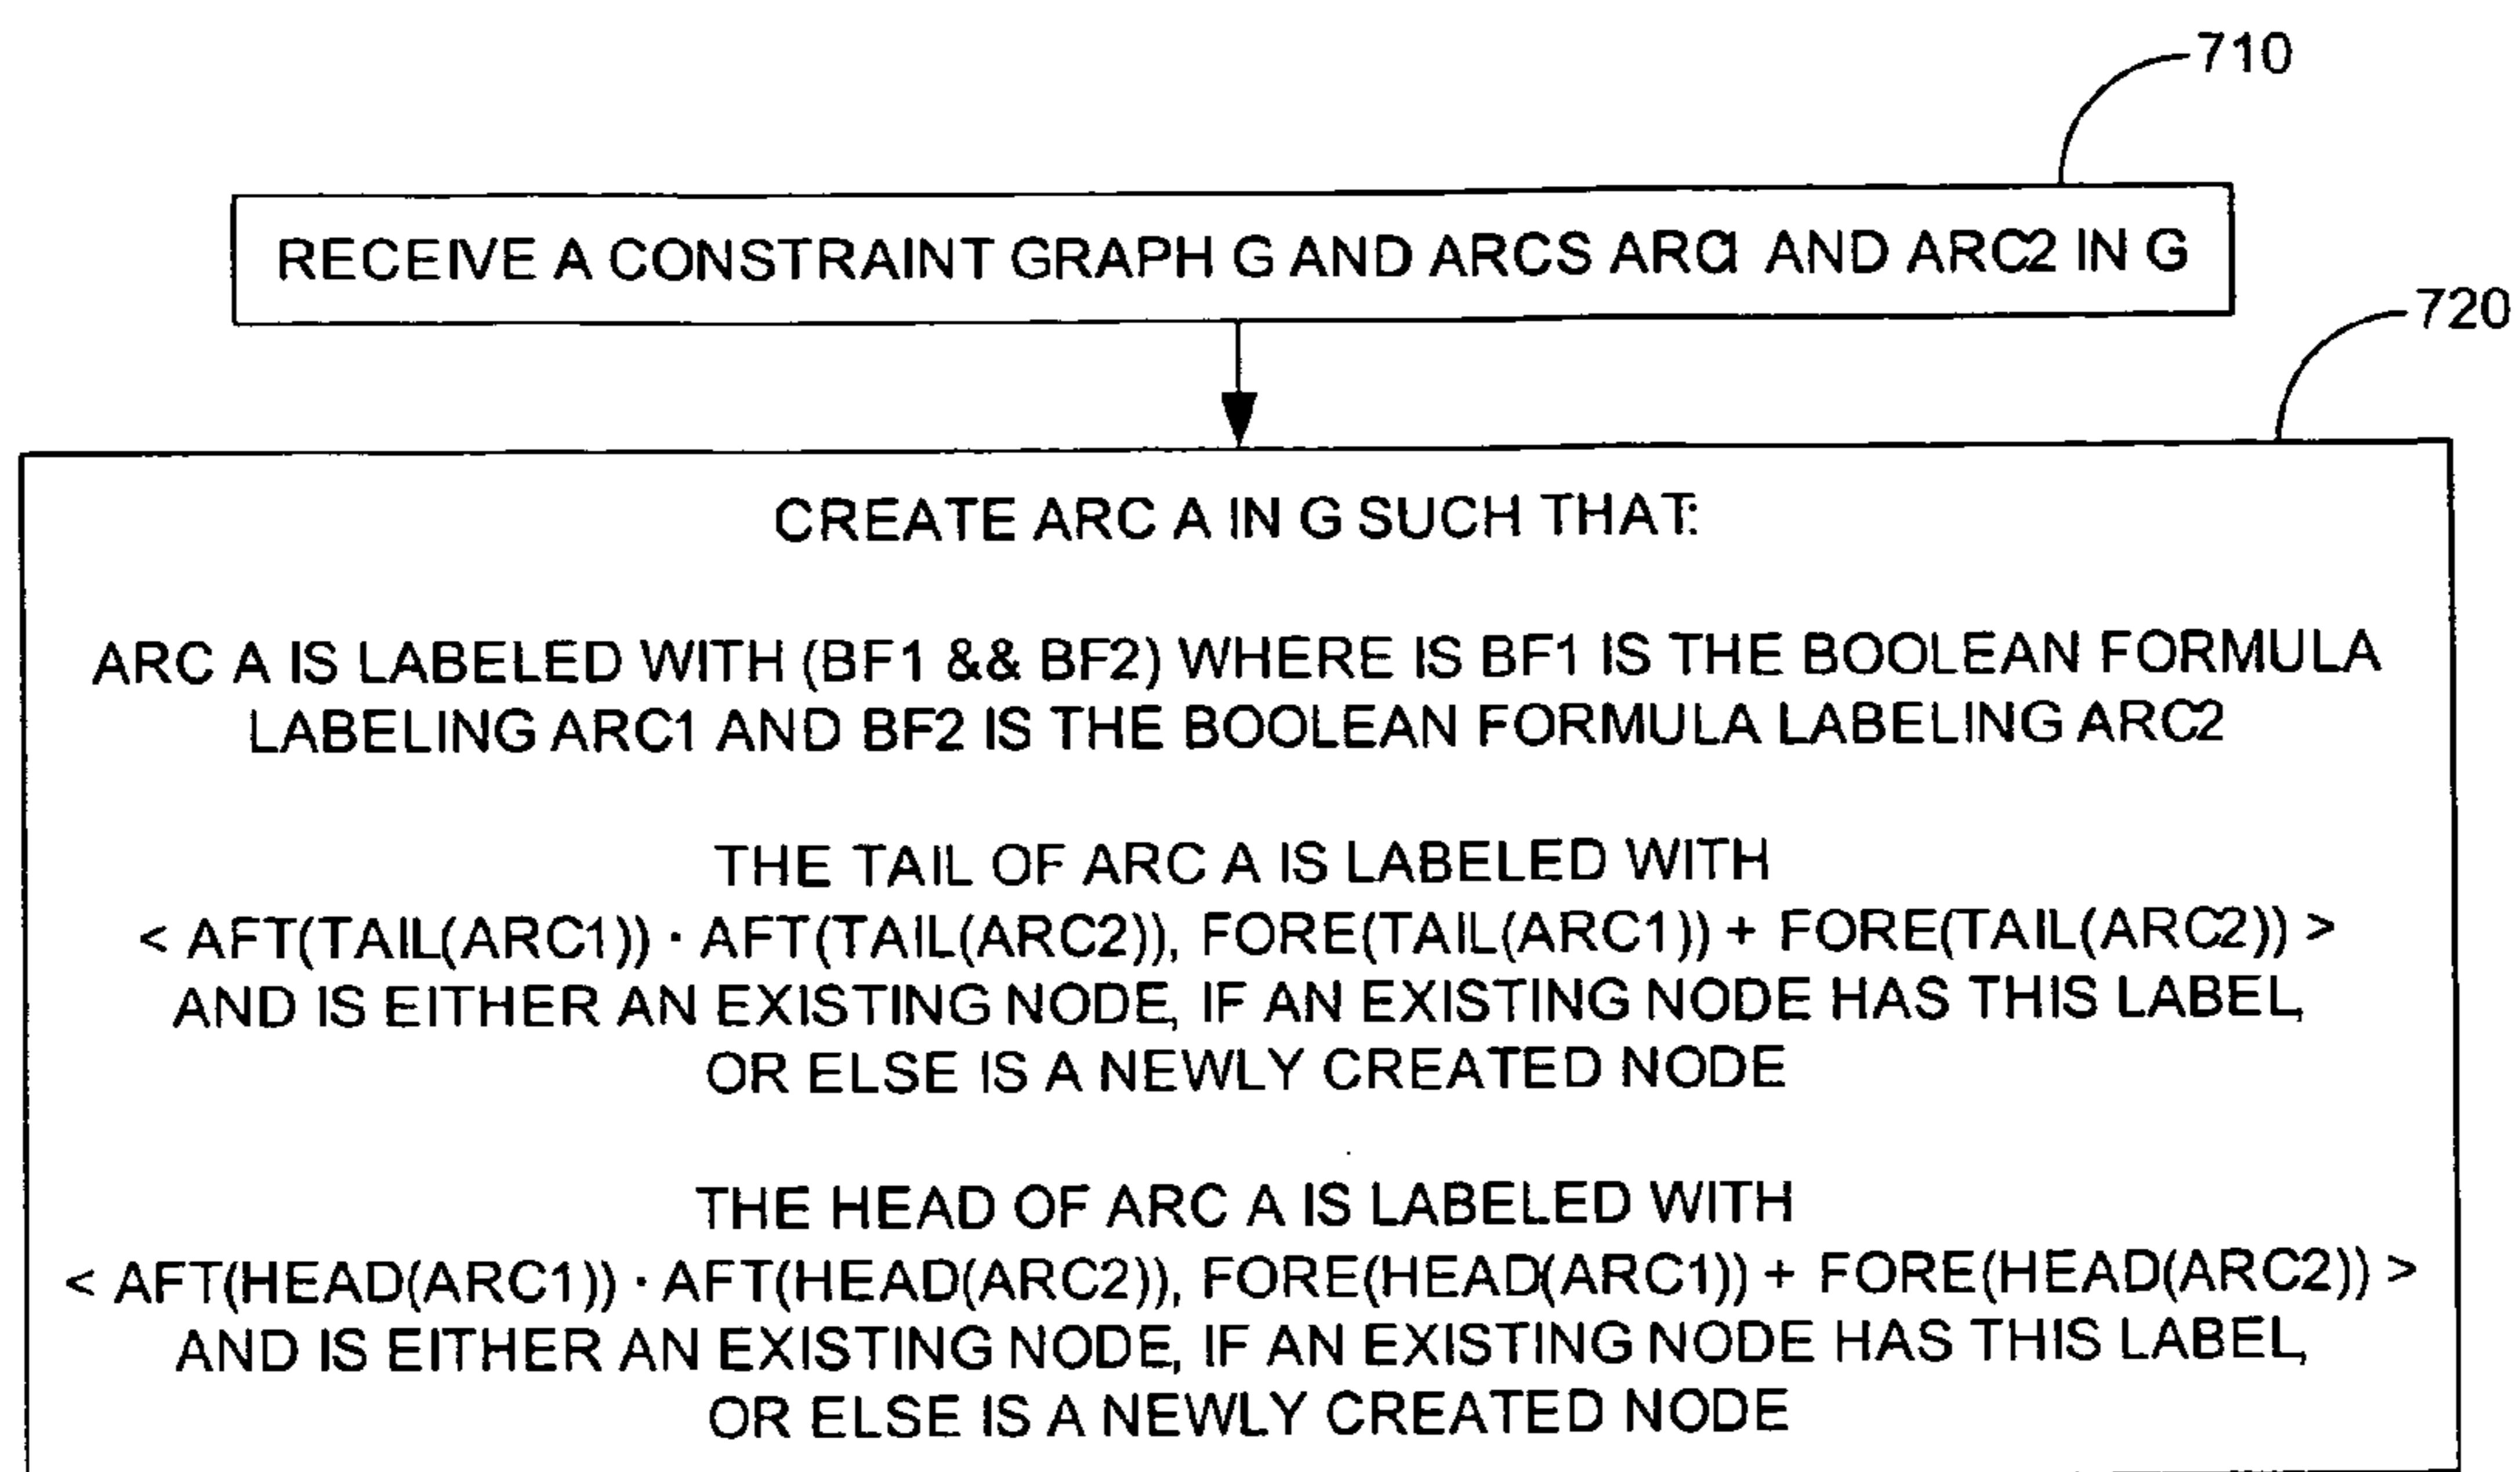 710
RECEIVE A CONSTRAINT GRAPH G AND ARCS ARC1 AND ARC2 IN G
720
CREATE ARC A IN G SUCH THAT:
ARC A IS LABELED WITH (BF1 && BF2) WHERE IS BF1 IS THE BOOLEAN FORMULA
LABELING ARC1 AND BF2 IS THE BOOLEAN FORMULA LABELING ARC2
THE TAIL OF ARC A IS LABELED WITH
< AFT(TAIL(ARC1)) · AFT(TAIL(ARC2)), FORE(TAIL(ARC1)) + FORE(TAIL(ARC2)) >
AND IS EITHER AN EXISTING NODE, IF AN EXISTING NODE HAS THIS LABEL,
OR ELSE IS A NEWLY CREATED NODE
THE HEAD OF ARC A IS LABELED WITH
< AFT(HEAD(ARC1)) · AFT(HEAD(ARC2)), FORE(HEAD(ARC1)) + FORE(HEAD(ARC2)) >
AND IS EITHER AN EXISTING NODE, IF AN EXISTING NODE HAS THIS LABEL,
OR ELSE IS A NEWLY CREATED NODE